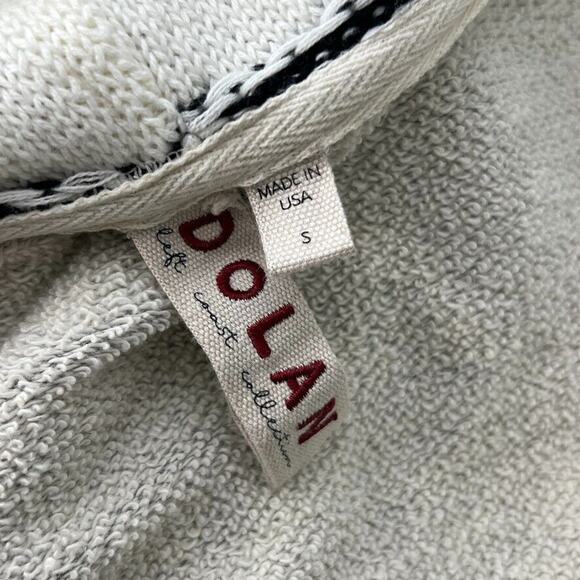 MADE IN
USA
S
DOLAN
left coast collection